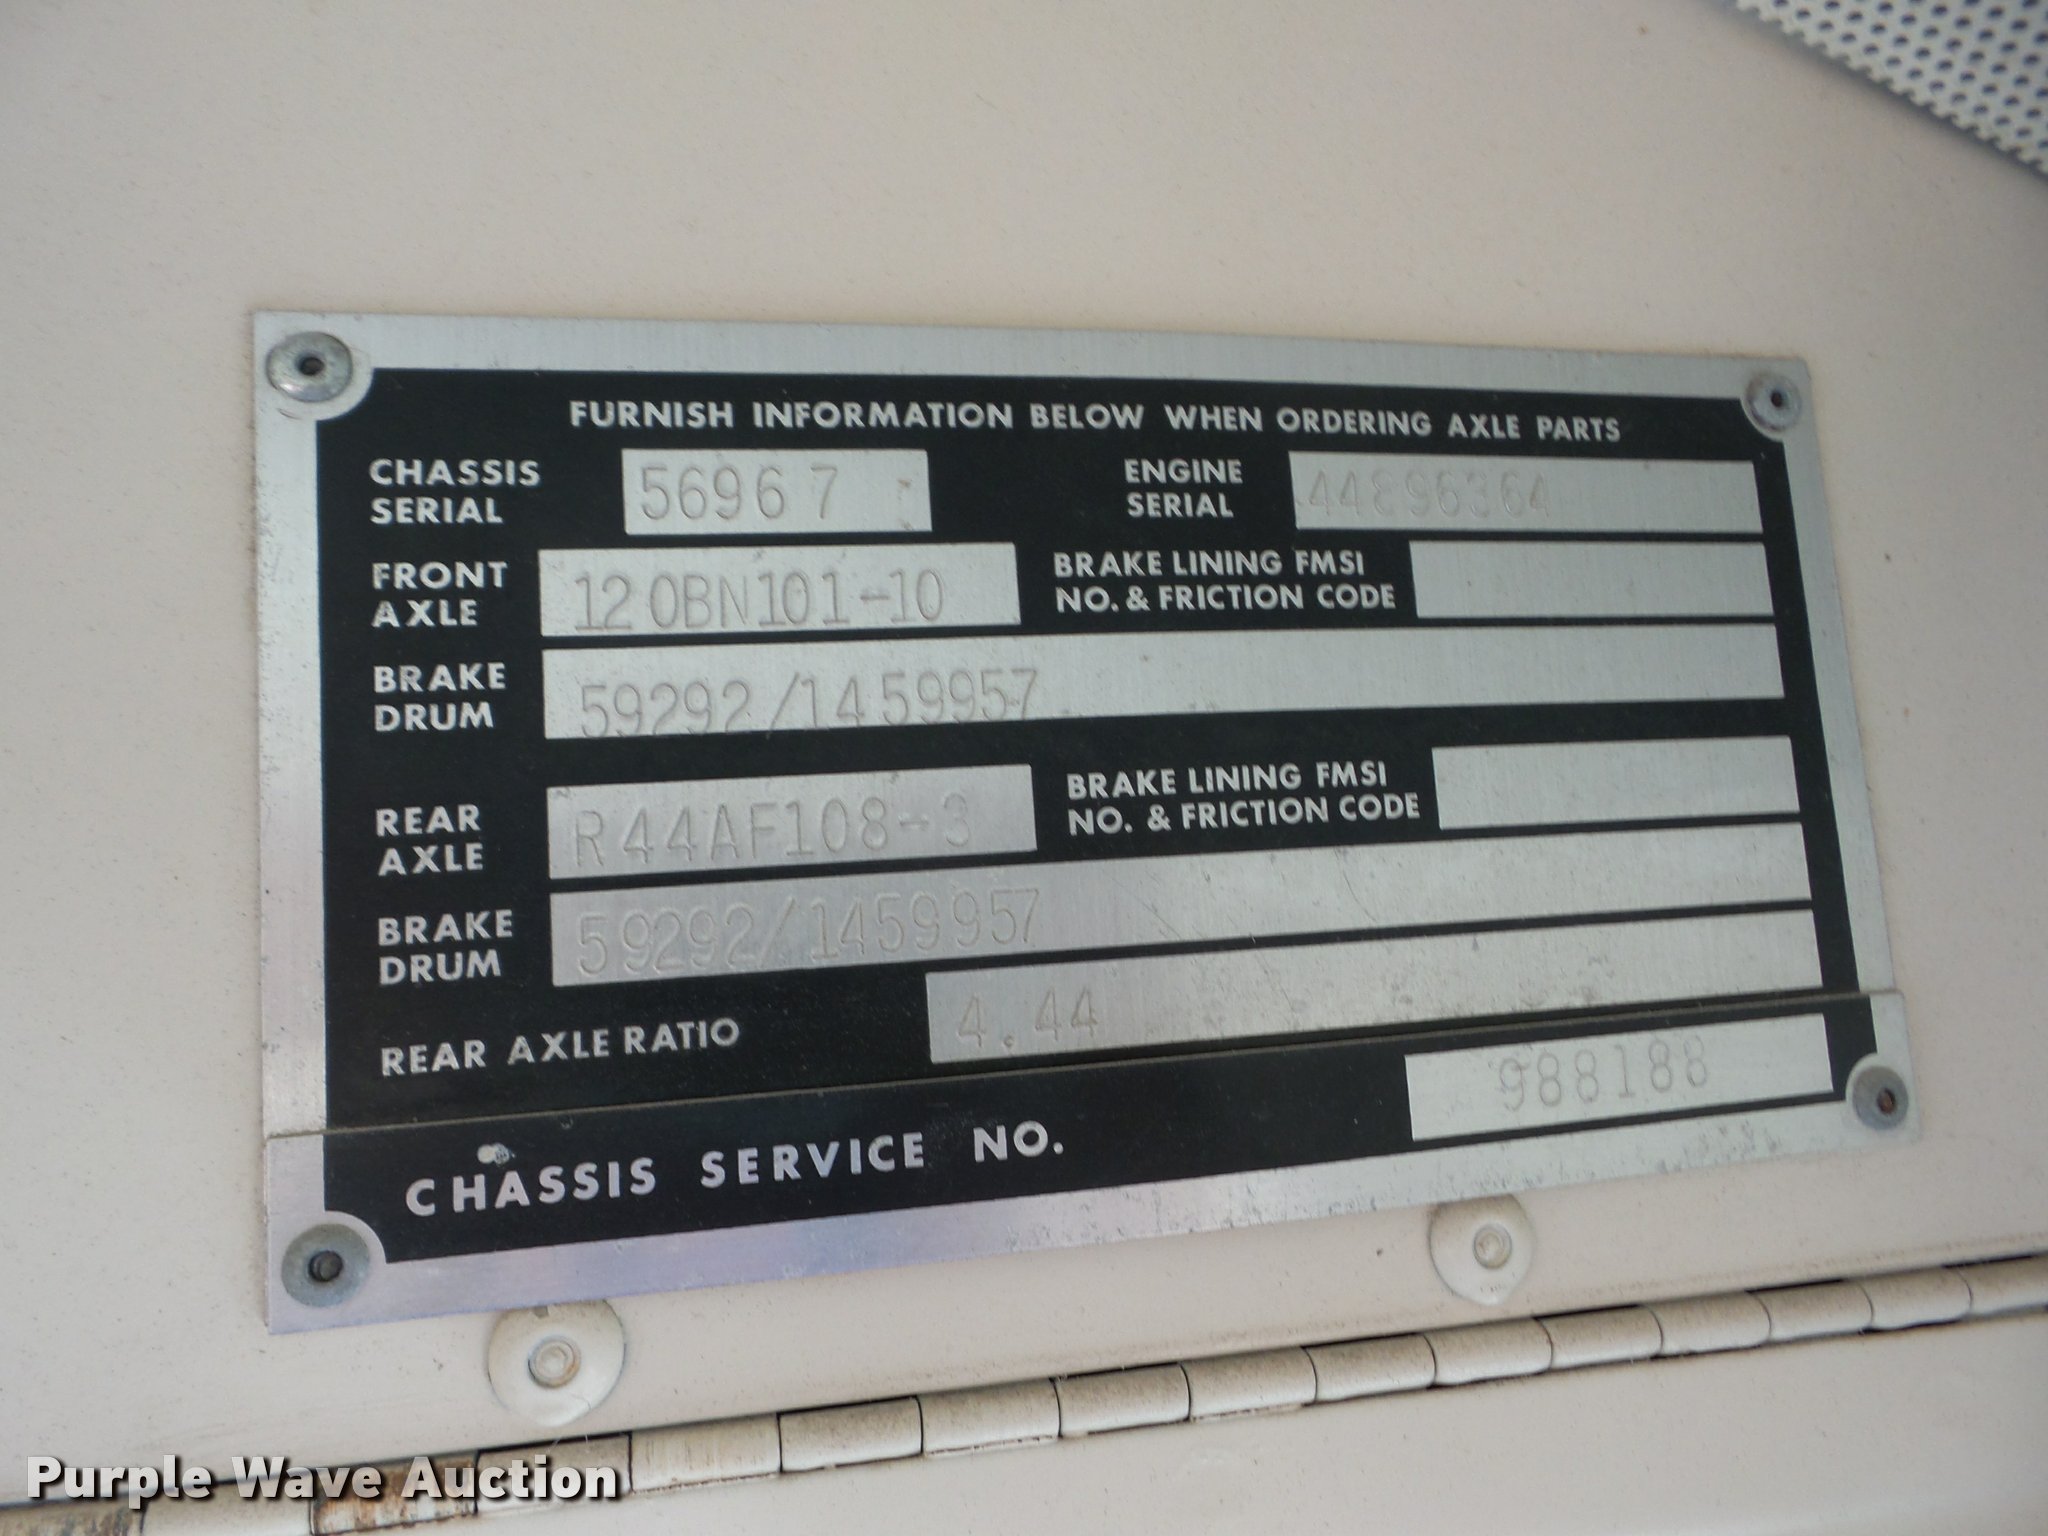 FURNISH INFORMATION BELOW WHEN ORDERING AXLE PARTS
CHASSIS SERIAL 56967 ENGINE SERIAL 44896364
FRONT AXLE 120BN101-10 BRAKE LINING FMSI NO. & FRICTION CODE
BRAKE DRUM 59292/1459957
REAR AXLE R44AF108-3 BRAKE LINING FMSI NO. & FRICTION CODE
BRAKE DRUM 59292/1459957
REAR AXLE RATIO 4.44
CHASSIS SERVICE NO. 988188
Purple Wave Auction